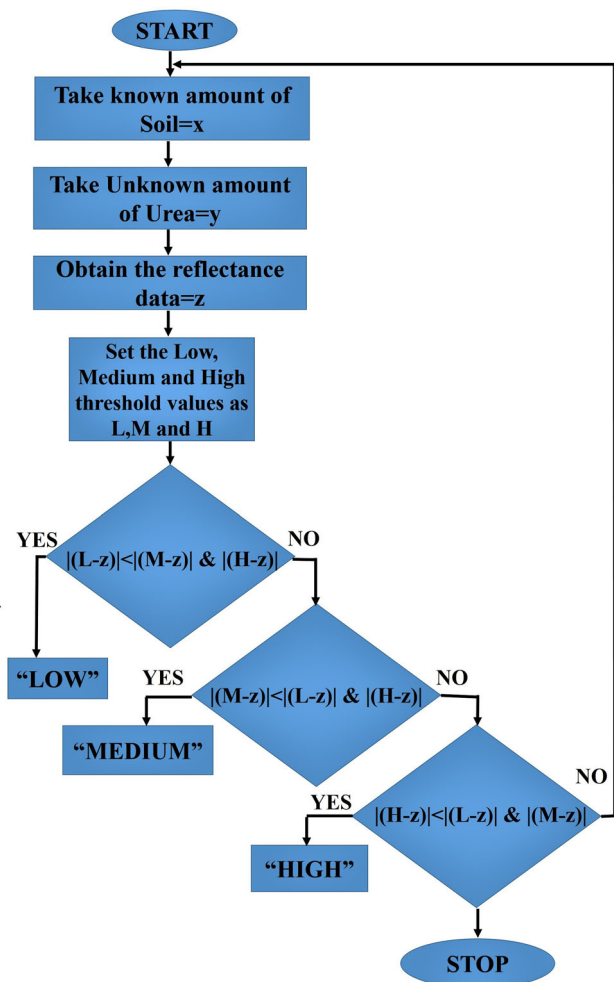 START
Take known amount of
Soil=x
Take Unknown amount
of Urea=y
Obtain the reflectance
data=z
Set the Low,
Medium and High
threshold values as
L,M and H
YES
NO
|(L-z)|<|(M-z)| & |(H-z)|
“LOW”
YES
NO
|(M-z)|<|(L-z)| & |(H-z)|
“MEDIUM”
YES
NO
|(H-z)|<|(L-z)| & |(M-z)|
“HIGH”
STOP